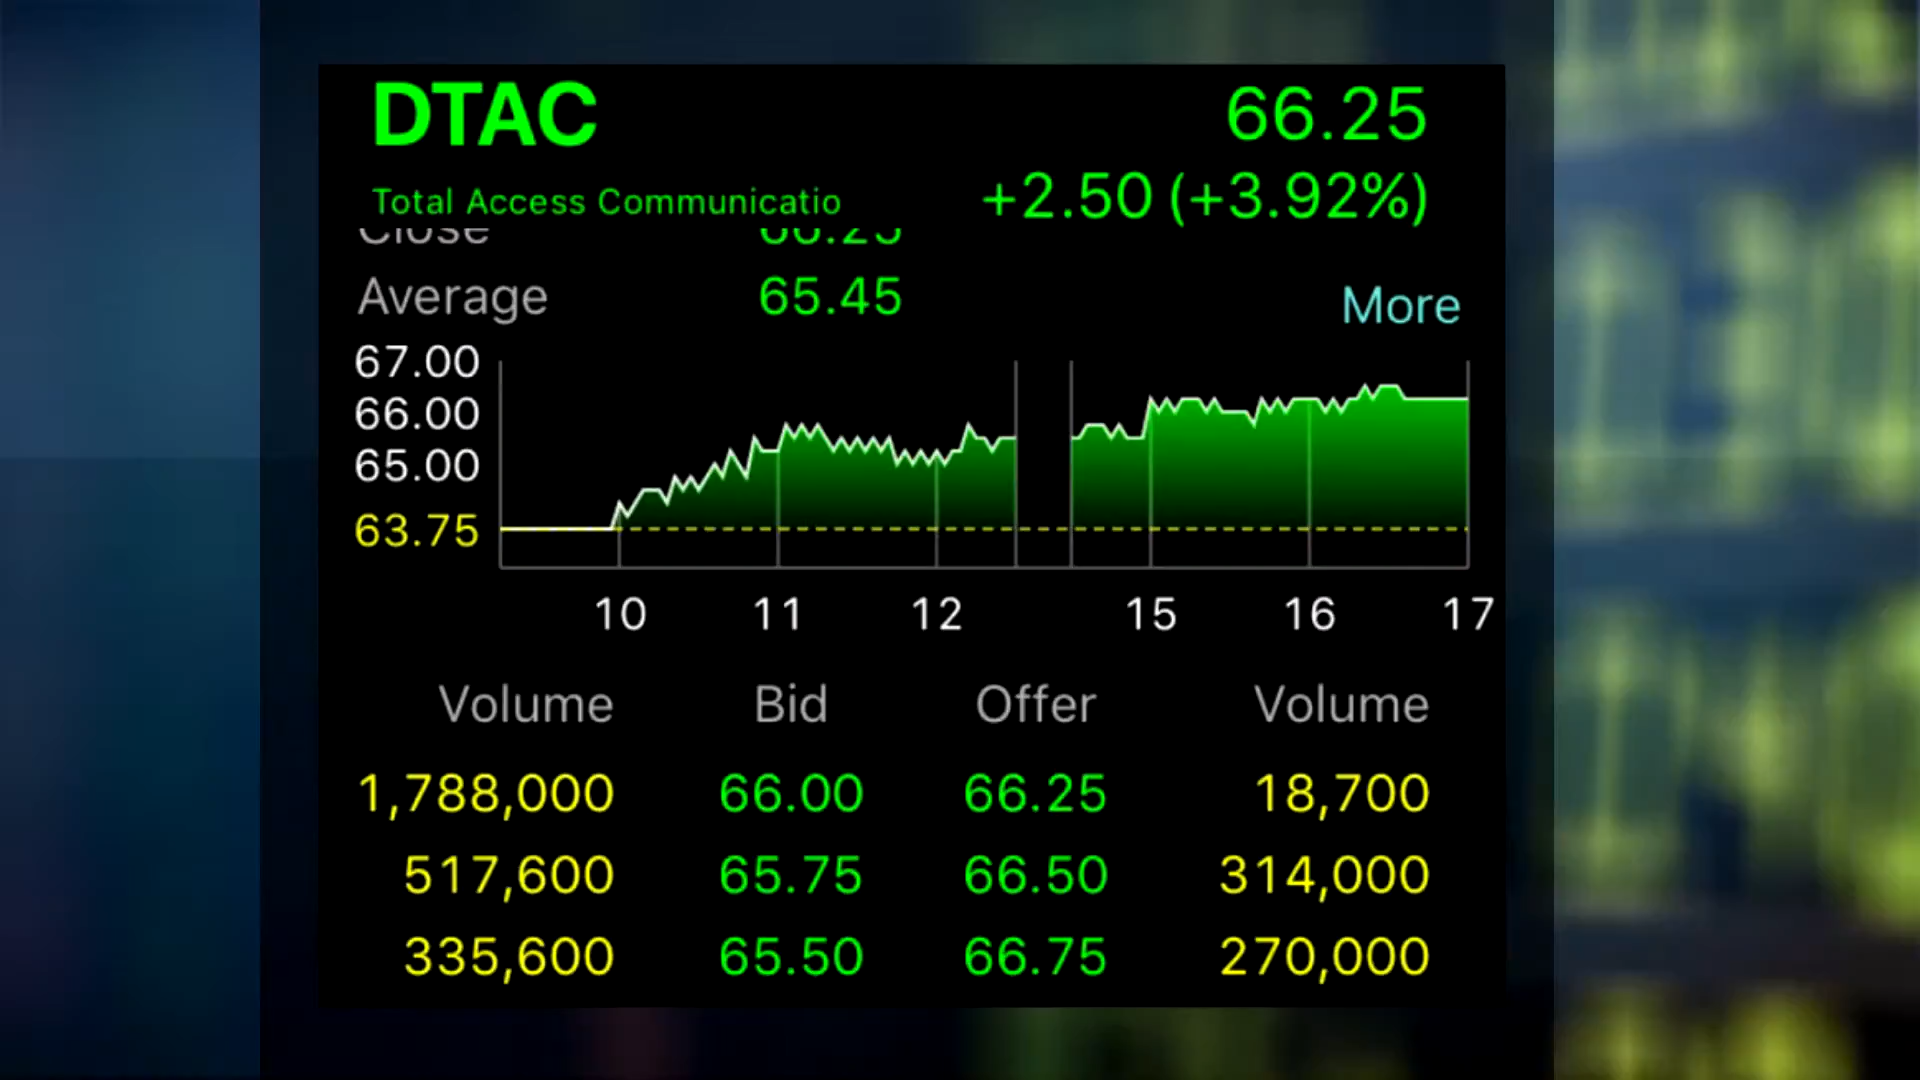 DTAC 66.25
Total Access Communicatio +2.50 (+3.92%)
Close 66.25
Average 65.45 More
67.00
66.00
65.00
63.75
10 11 12 15 16 17
Volume Bid Offer Volume
1,788,000 66.00 66.25 18,700
517,600 65.75 66.50 314,000
335,600 65.50 66.75 270,000